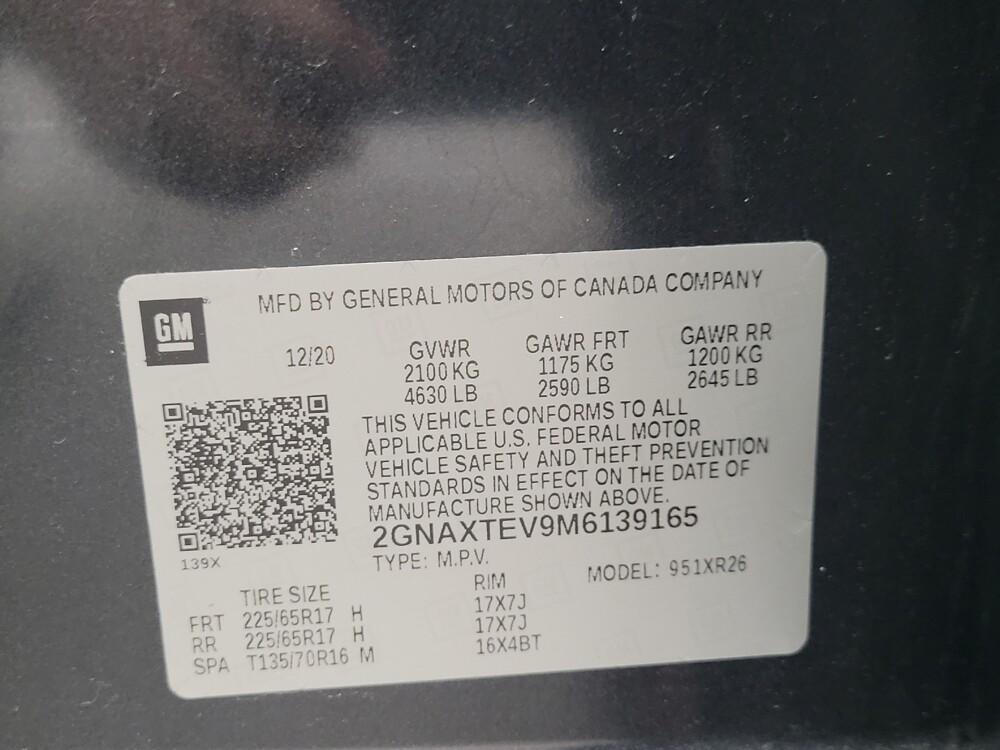 MFD BY GENERAL MOTORS OF CANADA COMPANY
GM
12/20
GVWR GAWR FRT GAWR RR
2100 KG 1175 KG 1200 KG
4630 LB 2590 LB 2645 LB
THIS VEHICLE CONFORMS TO ALL
APPLICABLE U.S. FEDERAL MOTOR
VEHICLE SAFETY AND THEFT PREVENTION
STANDARDS IN EFFECT ON THE DATE OF
MANUFACTURE SHOWN ABOVE.
2GNAXTEV9M6139165
139X
TYPE: M.P.V. MODEL: 951XR26
TIRE SIZE RIM
FRT 225/65R17 H 17X7J
RR 225/65R17 H 17X7J
SPA T135/70R16 M 16X4BT